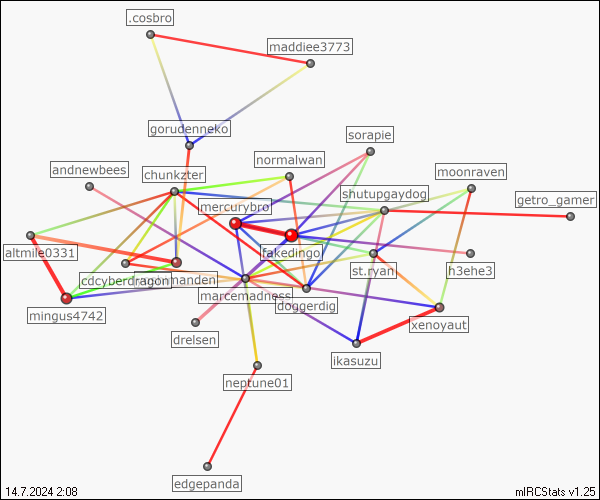 .cosbro
maddiee3773
gorudenneko
sorapie
normalwan
andnewbees
chunkzter
moonraven
shutupgaydog
getro_gamer
mercurybro
fakedingo
altmile0331
st.ryan
h3ehe3
cdcyberdragon
manden
marcemadness
doggerdig
mingus4742
xenoyaut
drelsen
ikasuzu
neptune01
edgepanda
14.7.2024 2:08
mIRCStats v1.25